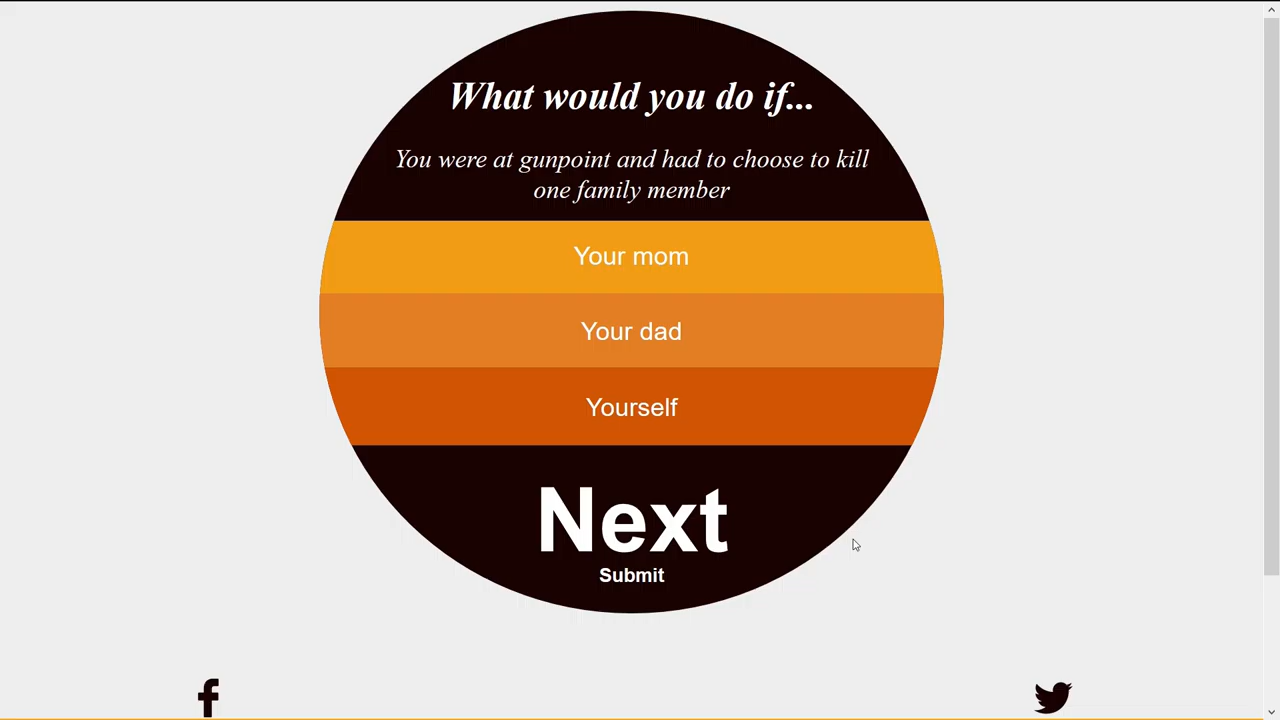 What would you do if...
You were at gunpoint and had to choose to kill
one family member
Your mom
Your dad
Yourself
Next
Submit